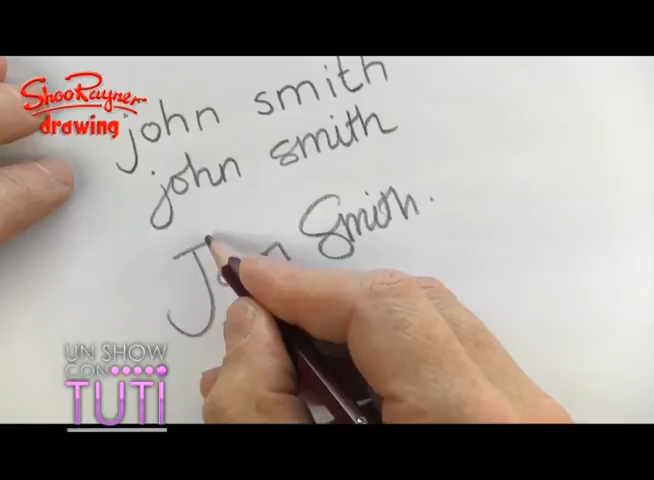 ShooRayner
drawing
john smith
john smith
John Smith.
UN SHOW
CON
TUTI